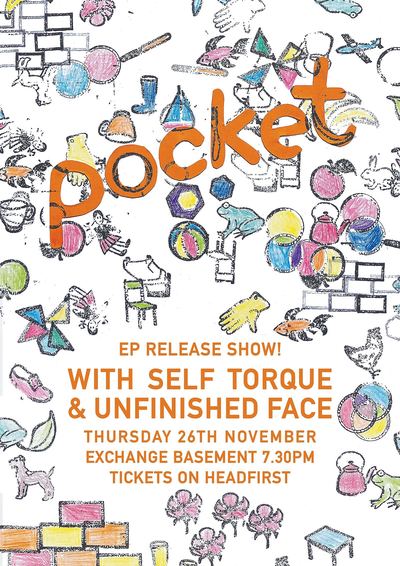 pocket
EP RELEASE SHOW!
WITH SELF TORQUE
& UNFINISHED FACE
THURSDAY 26TH NOVEMBER
EXCHANGE BASEMENT 7.30PM
TICKETS ON HEADFIRST